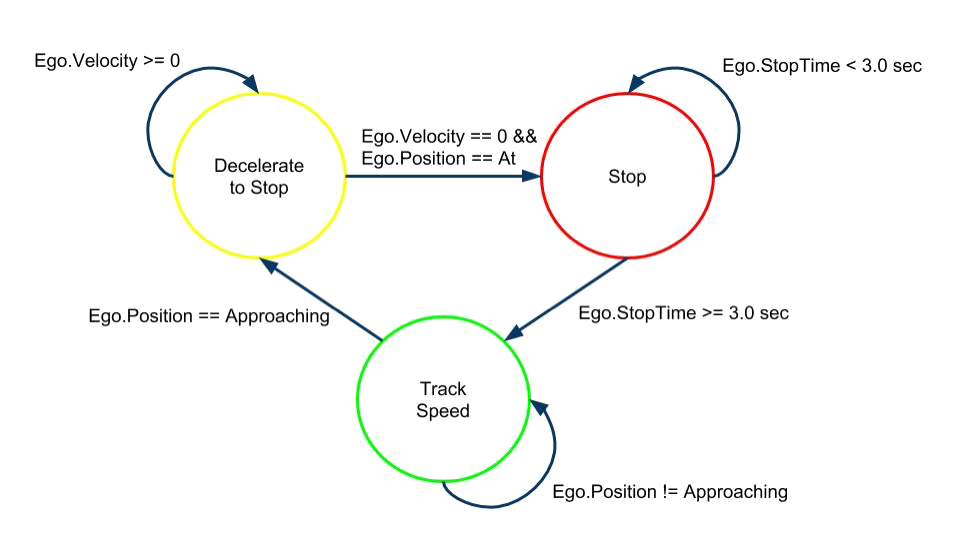 Ego.Velocity >= 0
Ego.StopTime < 3.0 sec
Ego.Velocity == 0 &&
Ego.Position == At
Decelerate
to Stop
Stop
Ego.Position == Approaching
Ego.StopTime >= 3.0 sec
Track
Speed
Ego.Position != Approaching